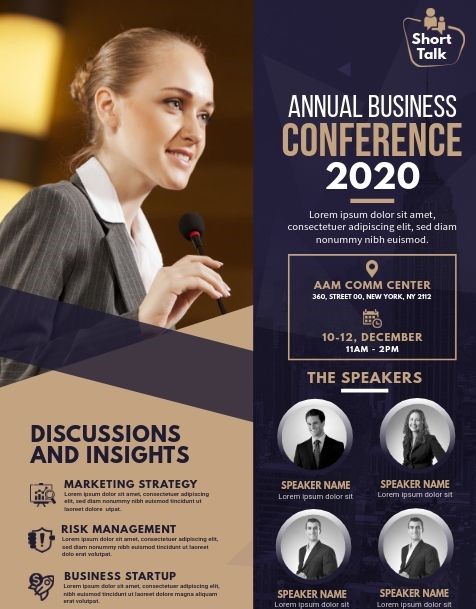 Short
Talk
ANNUAL BUSINESS
CONFERENCE
2020
Lorem ipsum dolor sit amet,
consectetuer adipiscing elit, sed diam
nonummy nibh euismod.
AAM COMM CENTER
360, STREET 00, NEW YORK, NY 2112
10-12, DECEMBER
11AM - 2PM
THE SPEAKERS
SPEAKER NAME
Lorem ipsum dolor sit
SPEAKER NAME
Lorem ipsum dolor sit
SPEAKER NAME
Lorem ipsum dolor sit
SPEAKER NAME
Lorem ipsum dolor sit
DISCUSSIONS
AND INSIGHTS
MARKETING STRATEGY
Lorem ipsum dolor sit amet, consectetuer adipiscing
elit, sed diam nonummy nibh euismod tincidunt ut
laoreet dolore utpat.
RISK MANAGEMENT
Lorem ipsum dolor sit amet, consectetuer adipiscing elit,
sed diam nonummy nibh euismod tincidunt ut laoreet
dolo erat volutpat.
BUSINESS STARTUP
Lorem ipsum dolor sit amet, consectetuer adipiscing elit,
nibh euismod tincidunt ut laoreet dolore magna aliquam
erat volutpat.